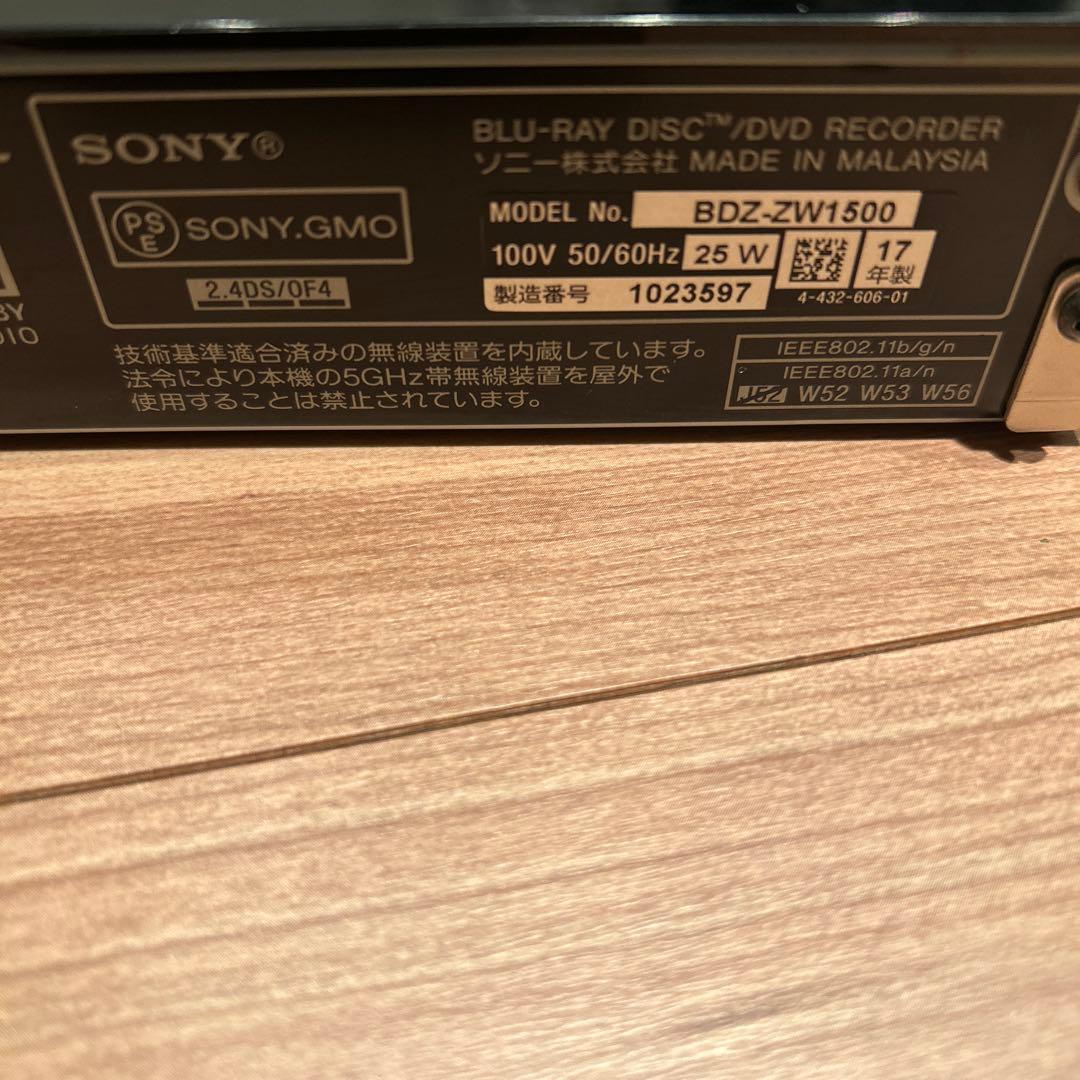 SONY®
BLU-RAY DISC™/DVD RECORDER
ソニー株式会社 MADE IN MALAYSIA
PSE SONY.GMO
MODEL No. BDZ-ZW1500
100V 50/60Hz 25 W
17年製
2.4DS/OF4
製造番号 1023597
4-432-606-01
技術基準適合済みの無線装置を内蔵しています。
法令により本機の5GHz帯無線装置を屋外で
使用することは禁止されています。
IEEE802.11b/g/n
IEEE802.11a/n
J52 W52 W53 W56